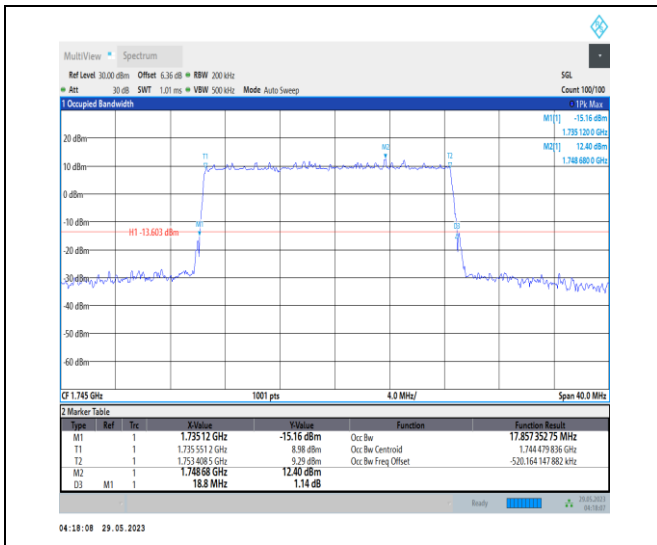 MultiView Spectrum
Ref Level 30.00 dBm Offset 6.36 dB RBW 200 kHz SGL
Att 30 dB SWT 1.01 ms VBW 500 kHz Mode Auto Sweep Count 100/100
1 Occupied Bandwidth 1Pk Max
M1[1] -15.16 dBm
1.735 120 0 GHz
M2[1] 12.40 dBm
1.748 680 0 GHz
20 dBm
M2
T1 T2
10 dBm
0 dBm
-10 dBm
M1 D3
H1 -13.603 dBm
-20 dBm
-30 dBm
-40 dBm
-50 dBm
-60 dBm
CF 1.745 GHz 1001 pts 4.0 MHz/ Span 40.0 MHz
2 Marker Table
Type Ref Trc X-Value Y-Value Function Function Result
M1 1 1.73512 GHz -15.16 dBm Occ Bw 17.857 352 75 MHz
T1 1 1.735 551 2 GHz 8.98 dBm Occ Bw Centroid 1.744 479 836 GHz
T2 1 1.753 408 5 GHz 9.29 dBm Occ Bw Freq Offset -520.164 147 882 kHz
M2 1 1.748 68 GHz 12.40 dBm
D3 M1 1 18.8 MHz 1.14 dB
Ready 29.05.2023
04:18:07
04:18:08 29.05.2023